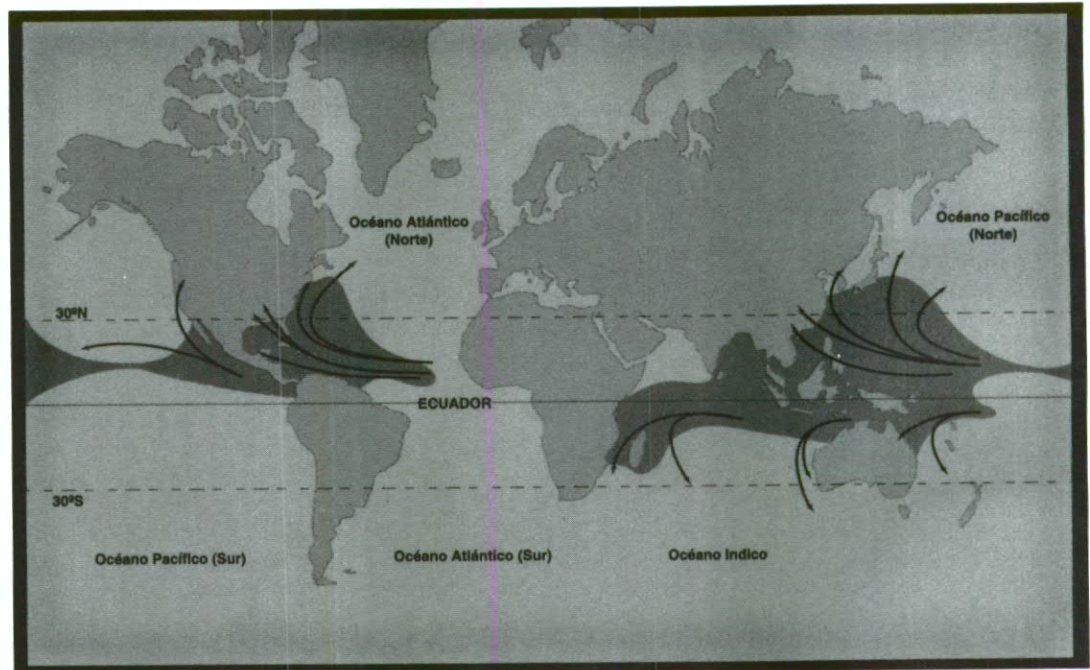 Océano Atlántico
(Norte)
Océano Pacífico
(Norte)
30ºN
ECUADOR
30ºS
Océano Pacífico (Sur)
Océano Atlántico (Sur)
Océano Indico